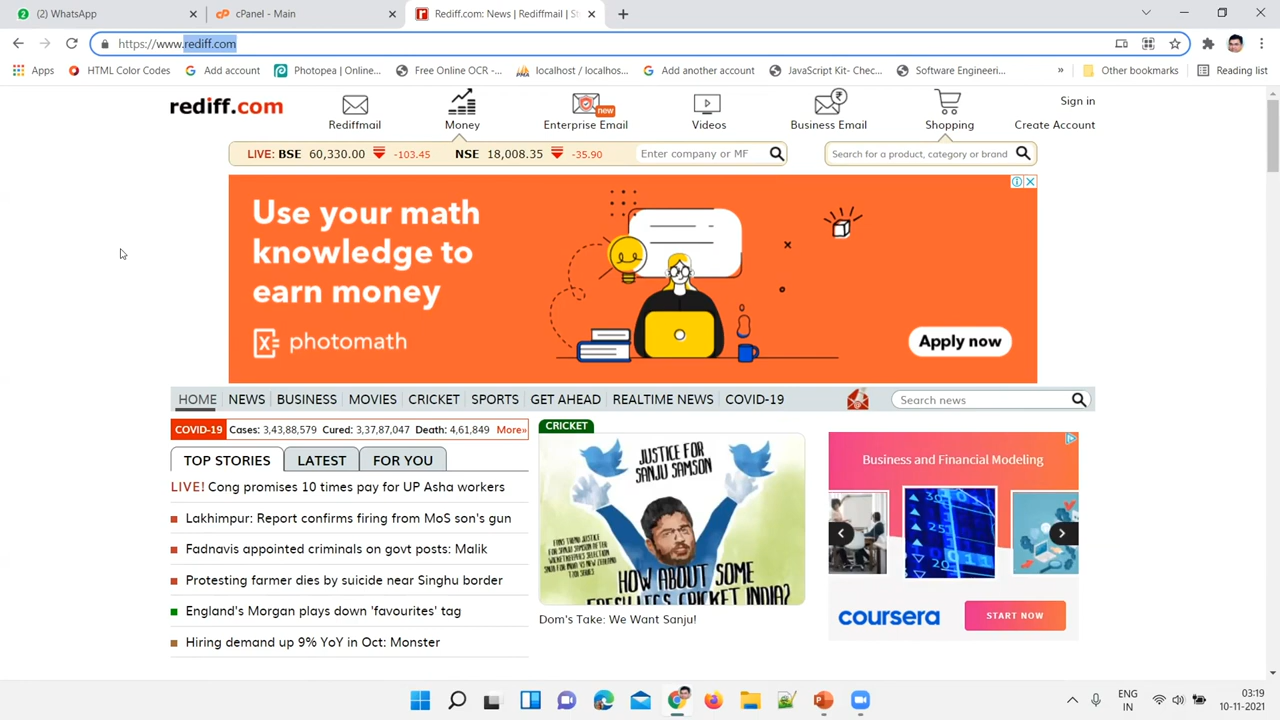 (2) WhatsApp
cPanel - Main
Rediff.com: News | Rediffmail | St
https://www.rediff.com
Apps
HTML Color Codes
Add account
Photopea | Online...
Free Online OCR -...
localhost / localhos...
Add another account
JavaScript Kit- Chec...
Software Engineeri...
»
Other bookmarks
Reading list
rediff.com
Rediffmail
Money
new
Enterprise Email
Videos
Business Email
Shopping
Sign in
Create Account
LIVE: BSE 60,330.00 -103.45 NSE 18,008.35 -35.90
Enter company or MF
Search for a product, category or brand
Use your math
knowledge to
earn money
photomath
Apply now
HOME NEWS BUSINESS MOVIES CRICKET SPORTS GET AHEAD REALTIME NEWS COVID-19
Search news
COVID-19 Cases: 3,43,88,579 Cured: 3,37,87,047 Death: 4,61,849 More»
TOP STORIES LATEST FOR YOU
LIVE! Cong promises 10 times pay for UP Asha workers
Lakhimpur: Report confirms firing from MoS son's gun
Fadnavis appointed criminals on govt posts: Malik
Protesting farmer dies by suicide near Singhu border
England's Morgan plays down 'favourites' tag
Hiring demand up 9% YoY in Oct: Monster
CRICKET
JUSTICE FOR
SANJU SAMSON
HOW ABOUT SOME
FRESH LEGS CRICKET INDIA?
Dom's Take: We Want Sanju!
Business and Financial Modeling
coursera
START NOW
ENG
IN
03:19
10-11-2021